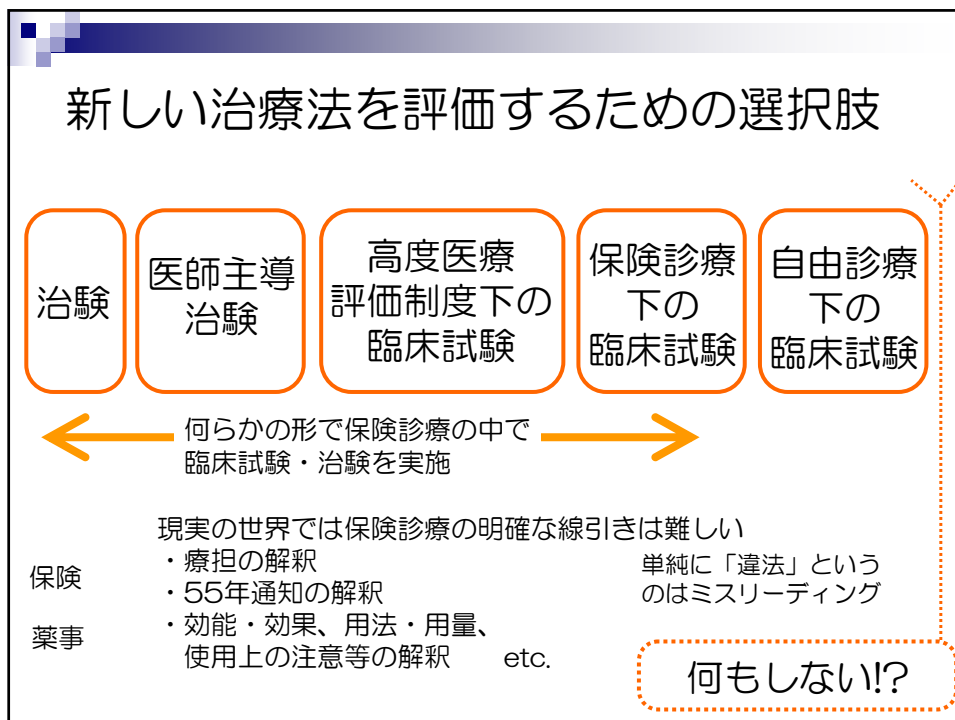 新しい治療法を評価するための選択肢
治験
医師主導
治験
高度医療
評価制度下の
臨床試験
保険診療
下の
臨床試験
自由診療
下の
臨床試験
何らかの形で保険診療の中で
臨床試験・治験を実施
現実の世界では保険診療の明確な線引きは難しい
保険
・療担の解釈
・55年通知の解釈
薬事
・効能・効果、用法・用量、
使用上の注意等の解釈 etc.
単純に「違法」という
のはミスリーディング
何もしない!?